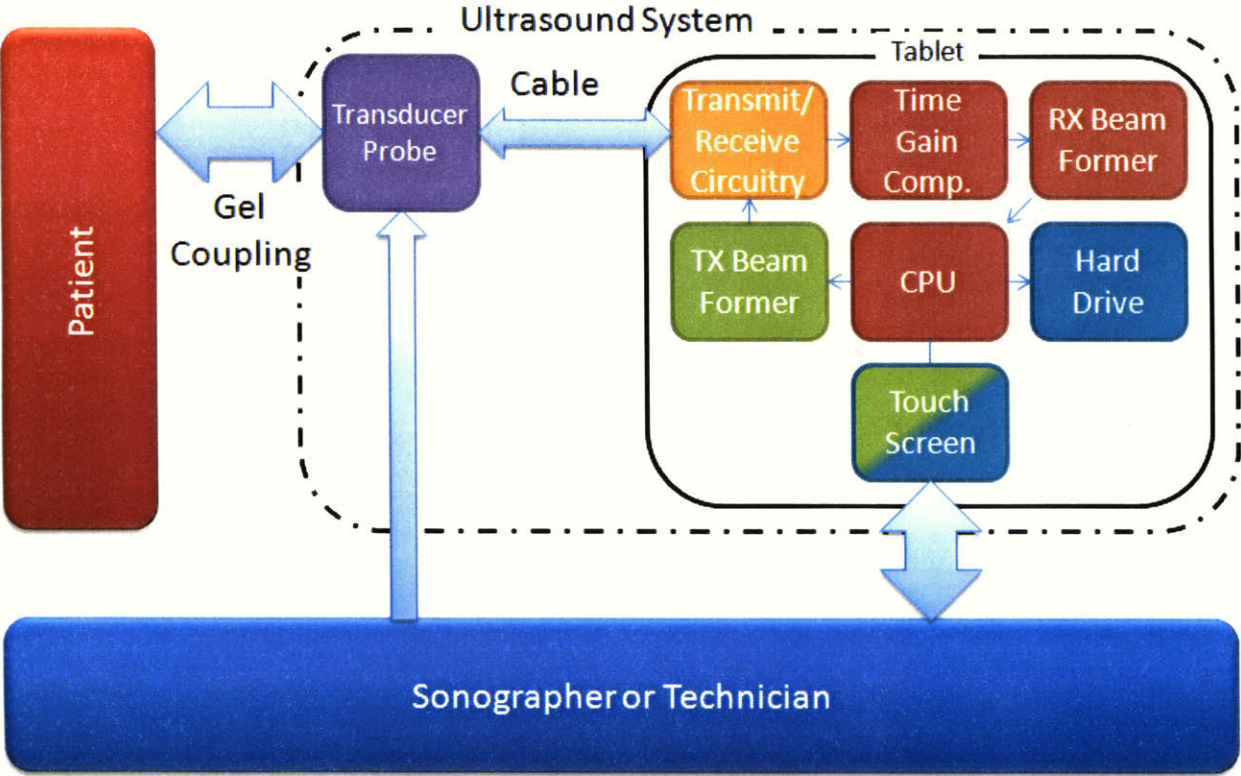 Ultrasound System
Tablet
Cable
Transducer
Probe
Transmit/
Receive
Circuitry
Time
Gain
Comp.
RX Beam
Former
Gel
Coupling
Patient
TX Beam
Former
CPU
Hard
Drive
Touch
Screen
Sonographer or Technician